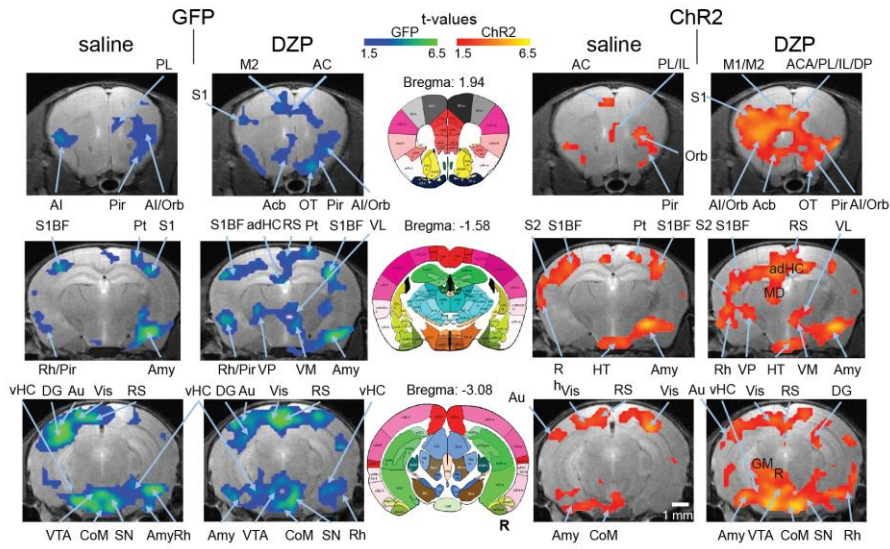 GFP t-values ChR2
GFP ChR2
saline DZP 1.5 6.5 1.5 6.5 saline DZP
PL M2 AC Bregma: 1.94 AC PL/IL M1/M2 ACA/PL/IL/DP
S1 S1
Orb
Pir
AI Pir AI/Orb Acb OT Pir AI/Orb AI/Orb Acb OT Pir AI/Orb
S1BF Pt S1 S1BF adHC RS Pt S1BF VL Bregma: -1.58 S2 S1BF Pt S1BF S2 S1BF RS VL
adHC
MD
Rh/Pir Amy Rh/Pir VP VM Amy R HT Amy Rh VP HT VM Amy
h
vHC DG Au Vis RS DG Au Vis RS vHC Bregma: -3.08 Au Vis RS Vis Au vHC Vis RS DG
GM
R
1 mm
R
VTA CoM SN AmyRh Amy VTA CoM SN Rh Amy CoM Amy VTA CoM SN Rh